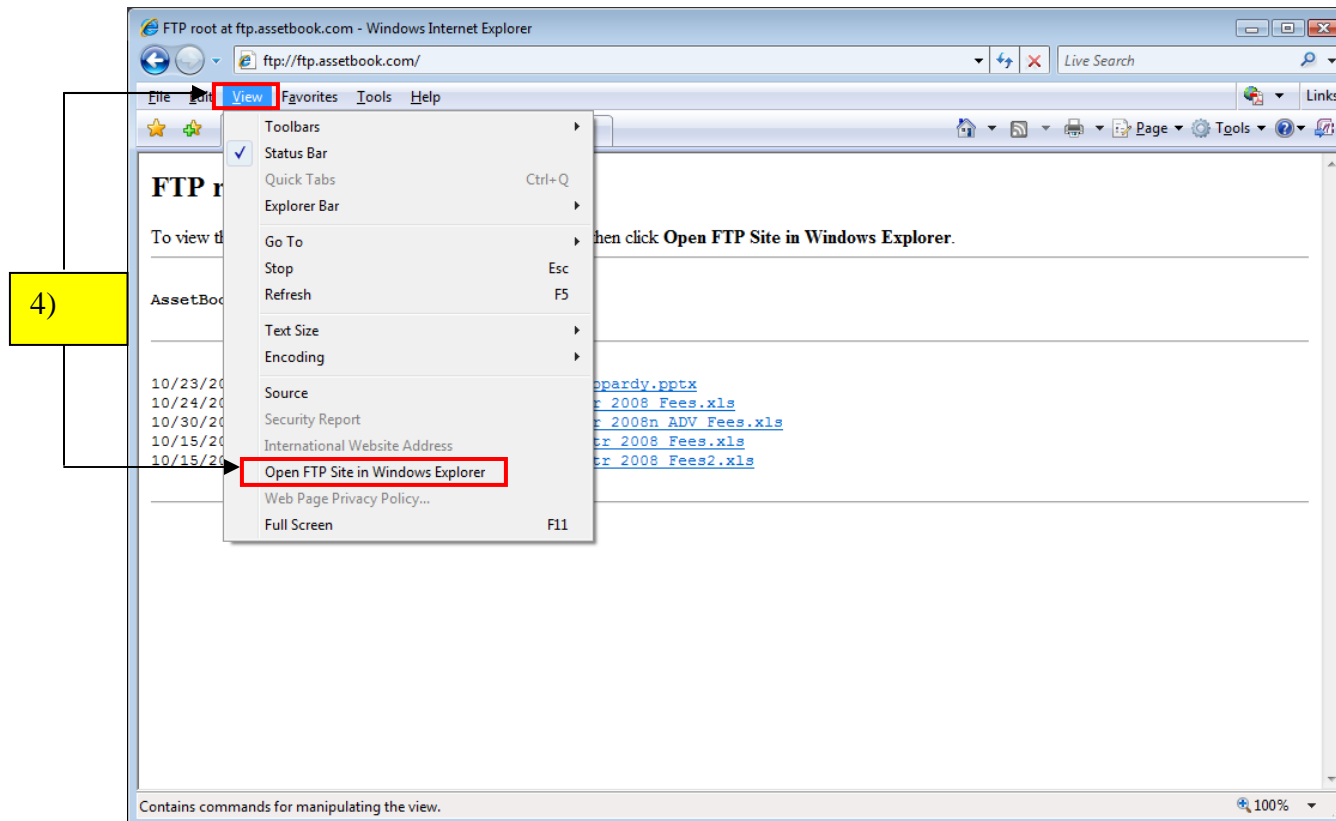 FTP root at ftp.assetbook.com - Windows Internet Explorer
ftp://ftp.assetbook.com/
Live Search
File Edit View Favorites Tools Help
Links
Page Tools
Toolbars
Status Bar
Quick Tabs Ctrl+Q
Explorer Bar
FTP r
To view th
then click Open FTP Site in Windows Explorer.
Go To
Stop Esc
Refresh F5
4)
AssetBoo
Text Size
Encoding
Source
Security Report
International Website Address
Open FTP Site in Windows Explorer
Web Page Privacy Policy...
Full Screen F11
10/23/20 opardy.pptx
10/24/20 r 2008 Fees.xls
10/30/20 r 2008n ADV Fees.xls
10/15/20 tr 2008 Fees.xls
10/15/20 tr 2008 Fees2.xls
Contains commands for manipulating the view.
100%